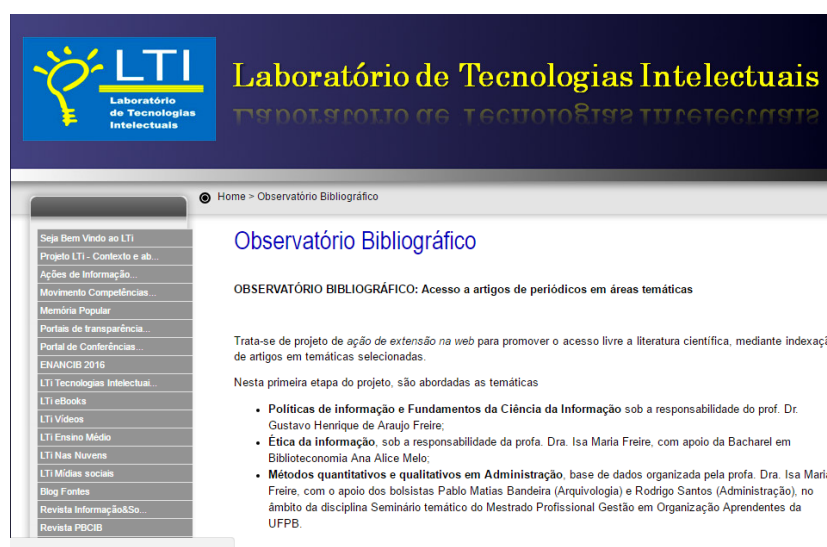 LTI
Laboratório
de Tecnologias
Intelectuais
Laboratório de Tecnologias Intelectuais
Home > Observatório Bibliográfico
Seja Bem Vindo ao LTi
Projeto LTi - Contexto e ab...
Ações de Informação...
Movimento Competências...
Memória Popular
Portais de transparência...
Portal de Conferências...
ENANCIB 2016
LTi Tecnologias Intelectuai...
LTi eBooks
LTi Vídeos
LTi Ensino Médio
LTi Nas Nuvens
LTi Mídias sociais
Blog Fontes
Revista Informação&So...
Revista PBCIB
Observatório Bibliográfico
OBSERVATÓRIO BIBLIOGRÁFICO: Acesso a artigos de periódicos em áreas temáticas
Trata-se de projeto de ação de extensão na web para promover o acesso livre a literatura científica, mediante indexaçã
de artigos em temáticas selecionadas.
Nesta primeira etapa do projeto, são abordadas as temáticas
• Políticas de informação e Fundamentos da Ciência da Informação sob a responsabilidade do prof. Dr.
Gustavo Henrique de Araujo Freire;
• Ética da informação, sob a responsabilidade da profa. Dra. Isa Maria Freire, com apoio da Bacharel em
Biblioteconomia Ana Alice Melo;
• Métodos quantitativos e qualitativos em Administração, base de dados organizada pela profa. Dra. Isa Maria
Freire, com o apoio dos bolsistas Pablo Matias Bandeira (Arquivologia) e Rodrigo Santos (Administração), no
âmbito da disciplina Seminário temático do Mestrado Profissional Gestão em Organização Aprendentes da
UFPB.